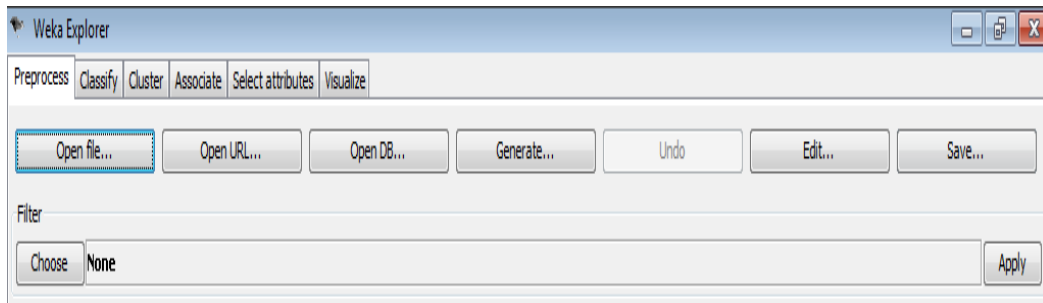 Weka Explorer
Preprocess Classify Cluster Associate Select attributes Visualize
Open file... Open URL... Open DB... Generate... Undo Edit... Save...
Filter
Choose None Apply